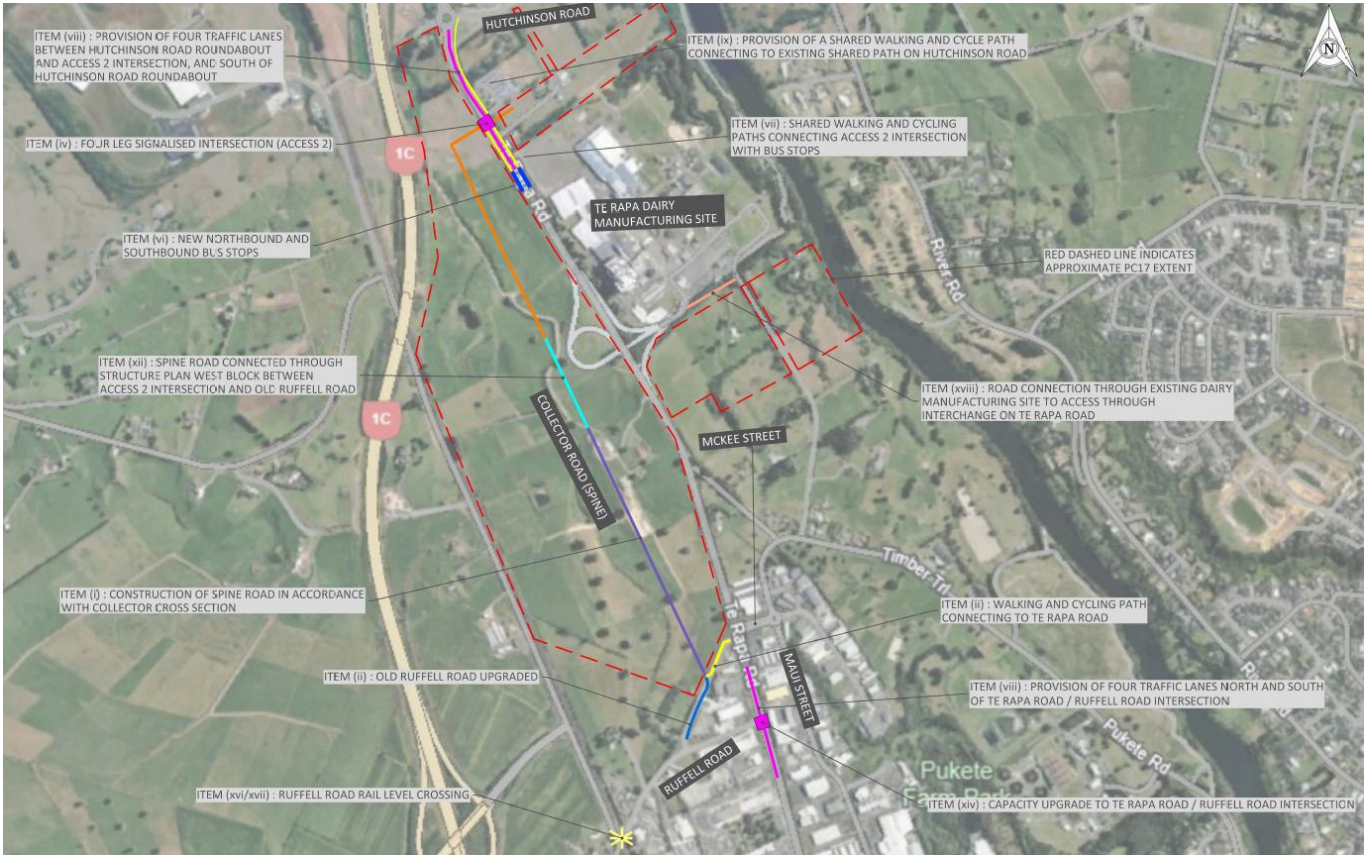 HUTCHINSON ROAD
ITEM (viii) : PROVISION OF FOUR TRAFFIC LANES
BETWEEN HUTCHINSON ROAD ROUNDABOUT
AND ACCESS 2 INTERSECTION, AND SOUTH OF
HUTCHINSON ROAD ROUNDABOUT
ITEM (ix) : PROVISION OF A SHARED WALKING AND CYCLE PATH
CONNECTING TO EXISTING SHARED PATH ON HUTCHINSON ROAD
N
ITEM (iv) : FOUR LEG SIGNALISED INTERSECTION (ACCESS 2)
1C
ITEM (vii) : SHARED WALKING AND CYCLING
PATHS CONNECTING ACCESS 2 INTERSECTION
WITH BUS STOPS
Rd
TE RAPA DAIRY
MANUFACTURING SITE
ITEM (vi) : NEW NORTHBOUND AND
SOUTHBOUND BUS STOPS
River Rd
RED DASHED LINE INDICATES
APPROXIMATE PC17 EXTENT
ITEM (xii) : SPINE ROAD CONNECTED THROUGH
STRUCTURE PLAN WEST BLOCK BETWEEN
ACCESS 2 INTERSECTION AND OLD RUFFELL ROAD
ITEM (xviii) : ROAD CONNECTION THROUGH EXISTING DAIRY
MANUFACTURING SITE TO ACCESS THROUGH
INTERCHANGE ON TE RAPA ROAD
1C
COLLECTOR ROAD (SPINE)
MCKEE STREET
Timber Trl
ITEM (i) : CONSTRUCTION OF SPINE ROAD IN ACCORDANCE
WITH COLLECTOR CROSS SECTION
ITEM (ii) : WALKING AND CYCLING PATH
CONNECTING TO TE RAPA ROAD
Te Rapa Rd
MAUI STREET
ITEM (ii) : OLD RUFFELL ROAD UPGRADED
ITEM (viii) : PROVISION OF FOUR TRAFFIC LANES NORTH AND SOUTH
OF TE RAPA ROAD / RUFFELL ROAD INTERSECTION
Pukete Rd
RUFFELL ROAD
Pukete
Farm Park
ITEM (xvi/xvii) : RUFFELL ROAD RAIL LEVEL CROSSING
ITEM (xiv) : CAPACITY UPGRADE TO TE RAPA ROAD / RUFFELL ROAD INTERSECTION